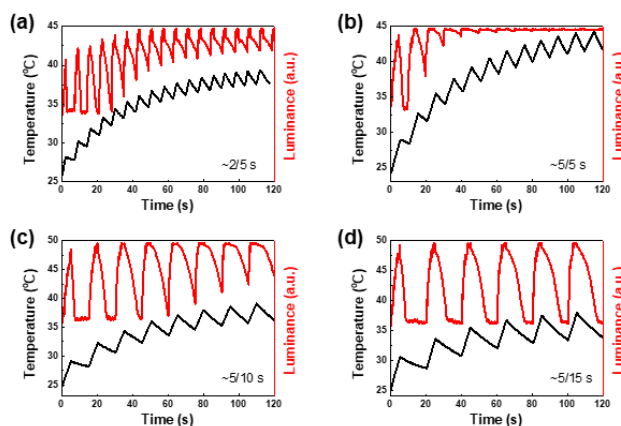 (a)
45
40
35
30
25
Temperature (°C)
Luminance (a.u.)
~2/5 s
0 20 40 60 80 100 120
Time (s)
(b)
45
40
35
30
25
Temperature (°C)
Luminance (a.u.)
~5/5 s
0 20 40 60 80 100 120
Time (s)
(c)
50
45
40
35
30
25
Temperature (°C)
Luminance (a.u.)
~5/10 s
0 20 40 60 80 100 120
Time (s)
(d)
50
45
40
35
30
25
Temperature (°C)
Luminance (a.u.)
~5/15 s
0 20 40 60 80 100 120
Time (s)